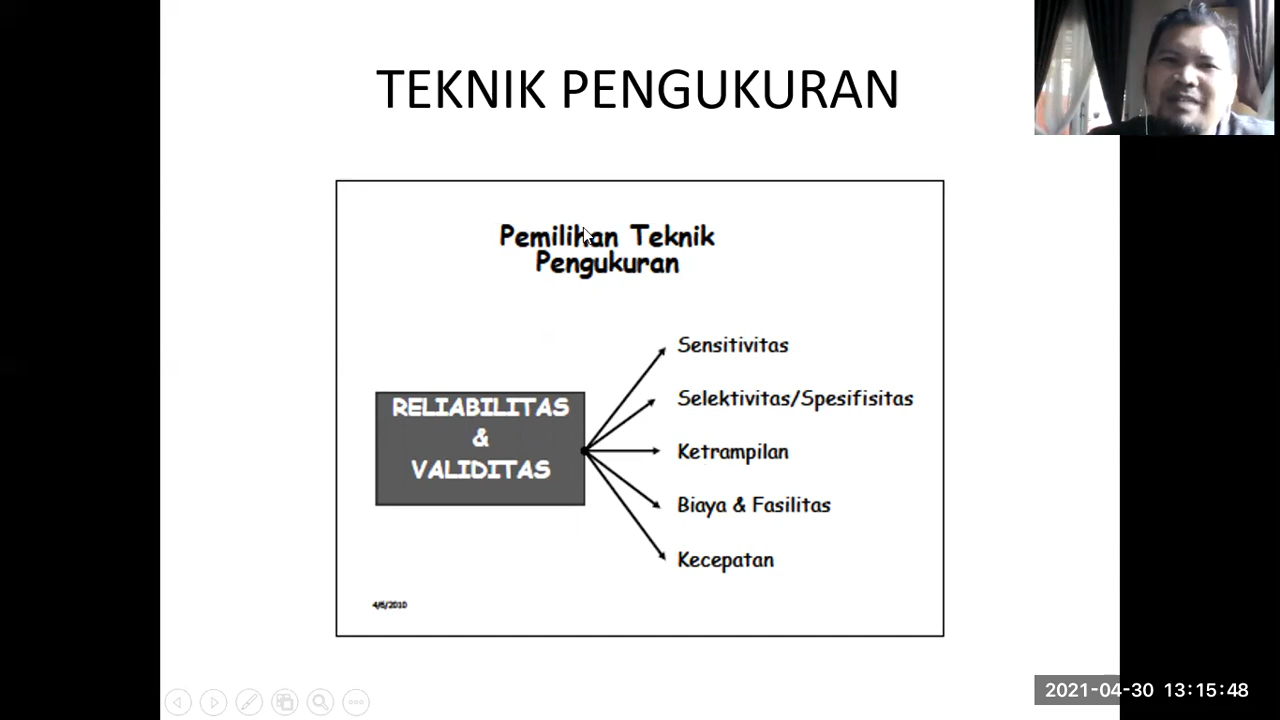 TEKNIK PENGUKURAN
Pemilihan Teknik
Pengukuran
RELIABILITAS
&
VALIDITAS
Sensitivitas
Selektivitas/Spesifisitas
Ketrampilan
Biaya & Fasilitas
Kecepatan
4/6/2010
2021-04-30 13:15:48